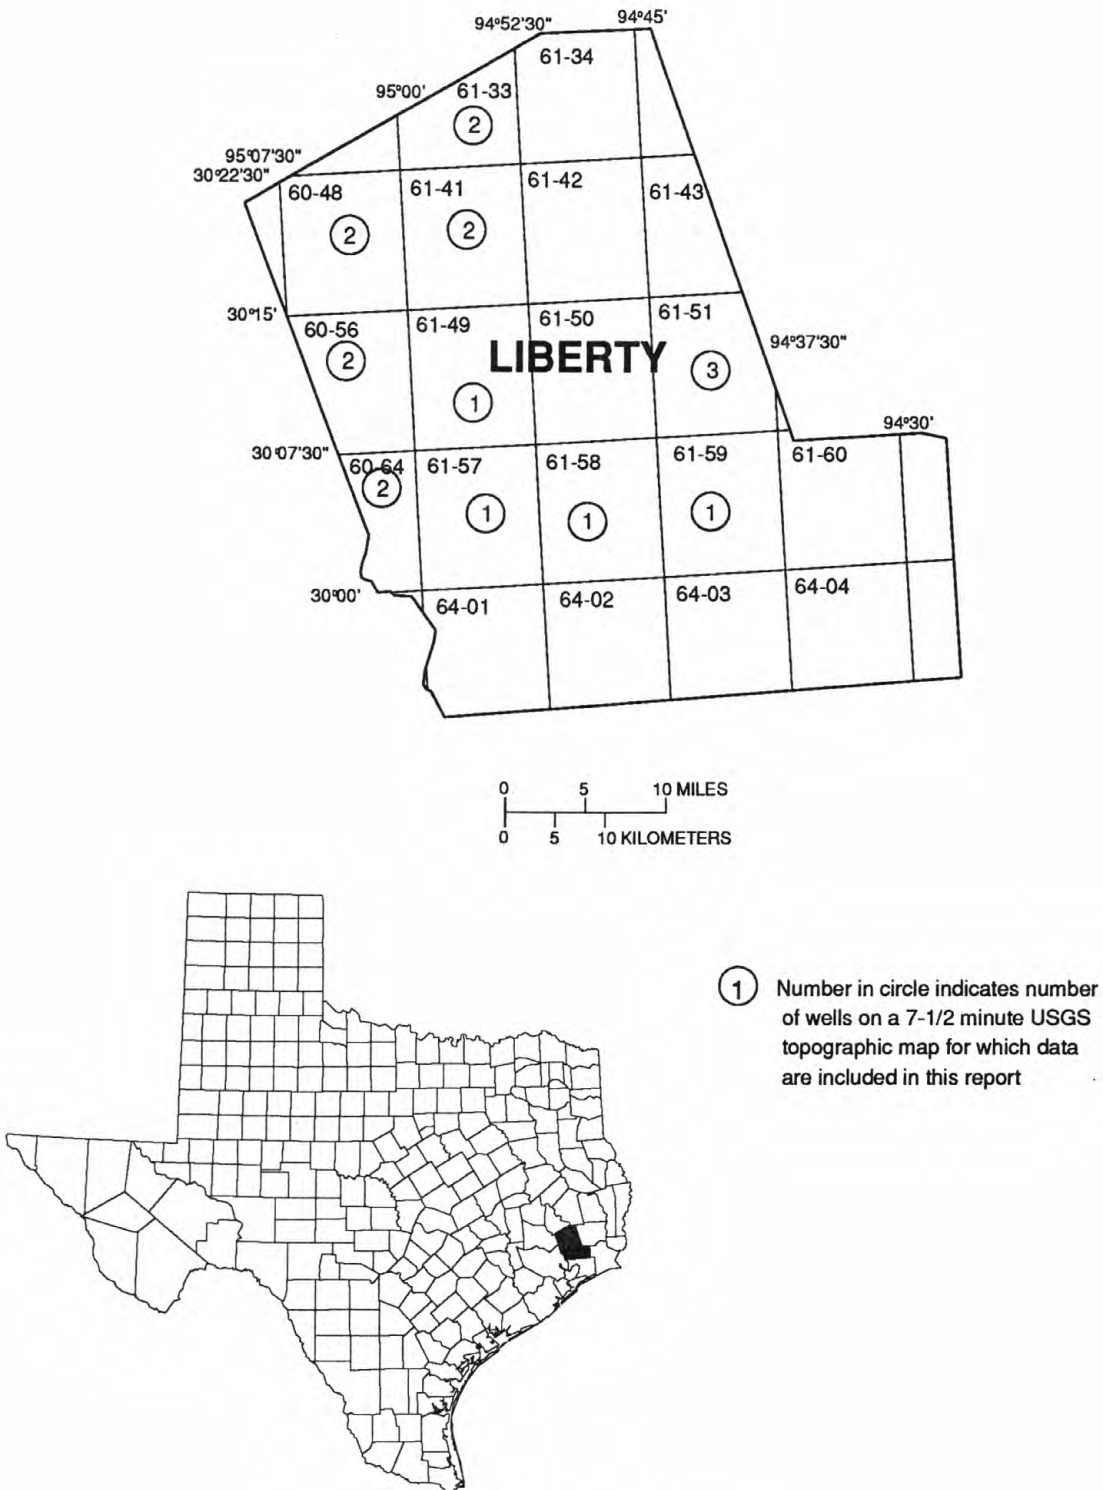 94°52'30" 94°45'
61-34
95°00' 61-33
2
95°07'30"
30°22'30"
60-48 61-41 61-42 61-43
2 2
30°15'
60-56 61-49 61-50 61-51
LIBERTY
94°37'30"
2 1 3
94°30'
30°07'30"
60-64 61-57 61-58 61-59 61-60
2 1 1 1
30°00'
64-01 64-02 64-03 64-04
0 5 10 MILES
0 5 10 KILOMETERS
1 Number in circle indicates number
of wells on a 7-1/2 minute USGS
topographic map for which data
are included in this report